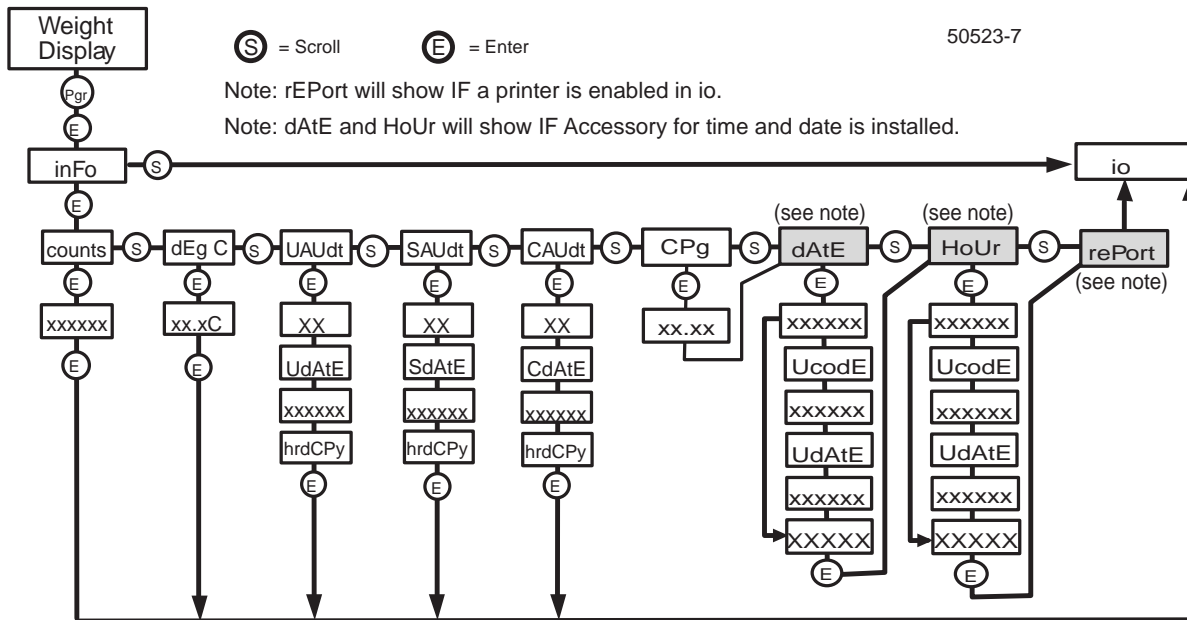 Weight
Display
S = Scroll
E = Enter
50523-7
Note: rEPort will show IF a printer is enabled in io.
Note: dAtE and HoUr will show IF Accessory for time and date is installed.
Pgr
E
inFo
S
io
E
(see note)
(see note)
counts
S
dEg C
S
UAUdt
S
SAUdt
S
CAUdt
S
CPg
S
dAtE
S
HoUr
S
rePort
(see note)
E
E
E
E
E
E
E
E
xxxxxx
xx.xC
XX
XX
XX
xx.xx
xxxxxx
xxxxxx
E
E
UdAtE
SdAtE
CdAtE
UcodE
UcodE
xxxxxx
xxxxxx
xxxxxx
xxxxxx
xxxxxx
hrdCPy
hrdCPy
hrdCPy
UdAtE
UdAtE
E
E
E
xxxxxx
xxxxxx
XXXXX
XXXXX
E
E